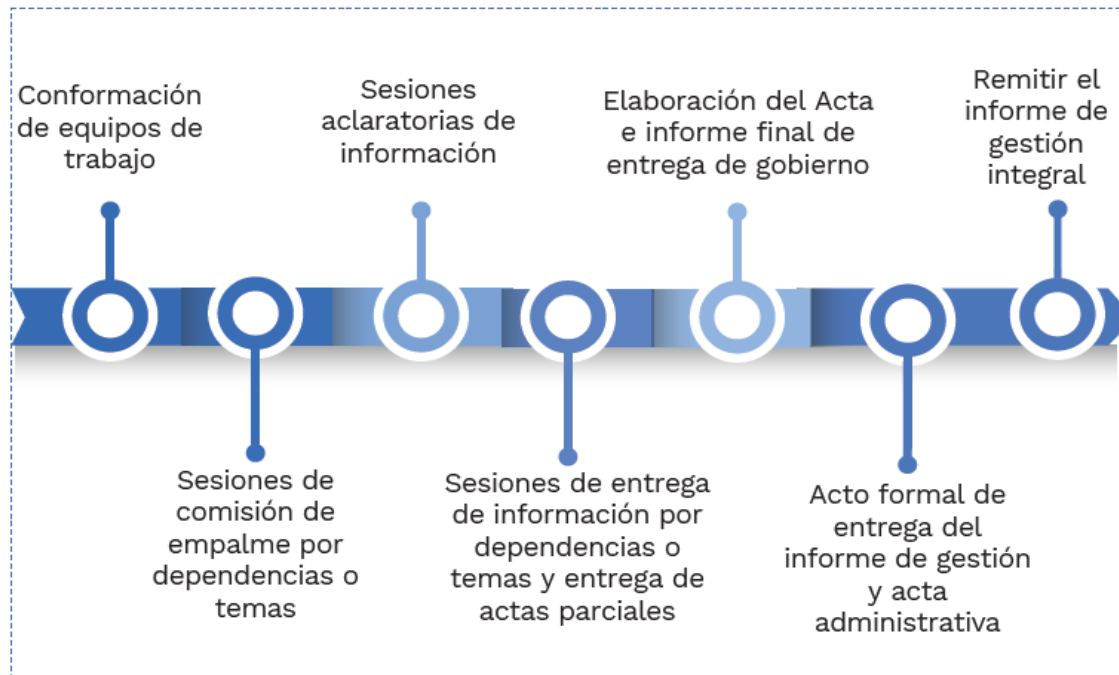 Conformación
de equipos de
trabajo
Sesiones de
comisión de
empalme por
dependencias o
temas
Sesiones
aclaratorias de
información
Sesiones de entrega
de información por
dependencias o
temas y entrega de
actas parciales
Elaboración del Acta
e informe final de
entrega de gobierno
Acto formal de
entrega del
informe de gestión
y acta
administrativa
Remitir el
informe de
gestión
integral